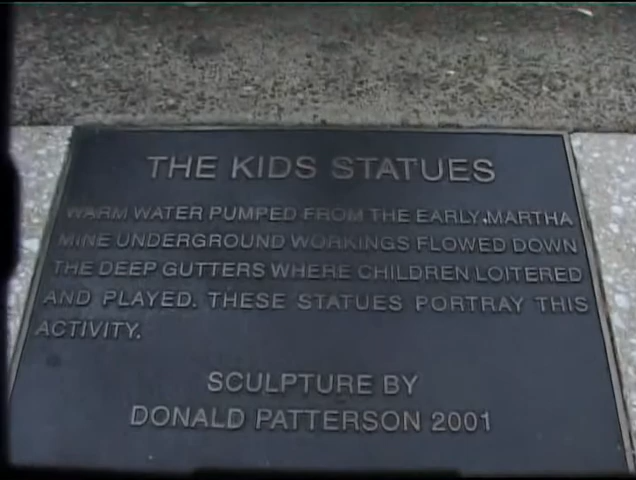 THE KIDS STATUES
WARM WATER PUMPED FROM THE EARLY MARTHA
MINE UNDERGROUND WORKINGS FLOWED DOWN
THE DEEP GUTTERS WHERE CHILDREN LOITERED
AND PLAYED. THESE STATUES PORTRAY THIS
ACTIVITY.
SCULPTURE BY
DONALD PATTERSON 2001